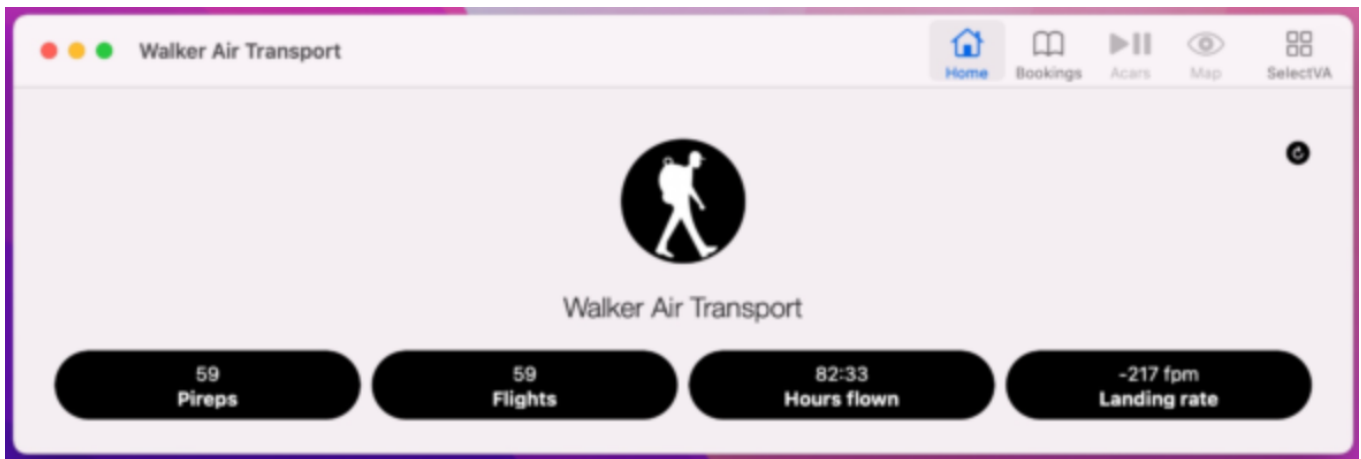 Walker Air Transport
Home Bookings Acars Map SelectVA
Walker Air Transport
59 59 82:33 -217 fpm
Pireps Flights Hours flown Landing rate